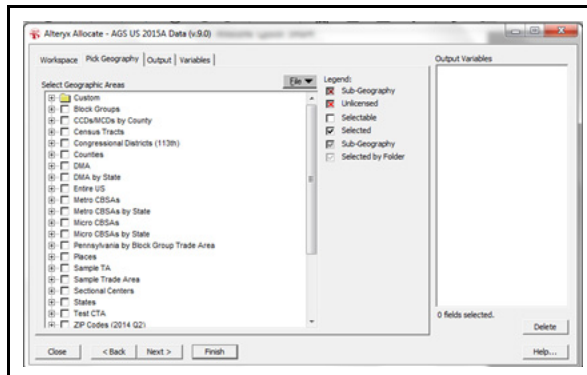 Alteryx Allocate - AGS US 2015A Data (v.9.0)
Workspace Pick Geography Output Variables
Output Variables
Select Geographic Areas
File
Legend:
Custom
Sub-Geography
Block Groups
Unlicensed
CCDs/MCDs by County
Selectable
Census Tracts
Selected
Congressional Districts (113th)
Sub-Geography
Counties
Selected by Folder
DMA
DMA by State
Entire US
Metro CBSAs
Metro CBSAs by State
Micro CBSAs
Micro CBSAs by State
Pennsylvania by Block Group Trade Area
Places
Sample TA
Sample Trade Area
Sectional Centers
States
Test CTA
ZIP Codes (2014 Q2)
0 fields selected.
Delete
Close < Back Next > Finish Help...